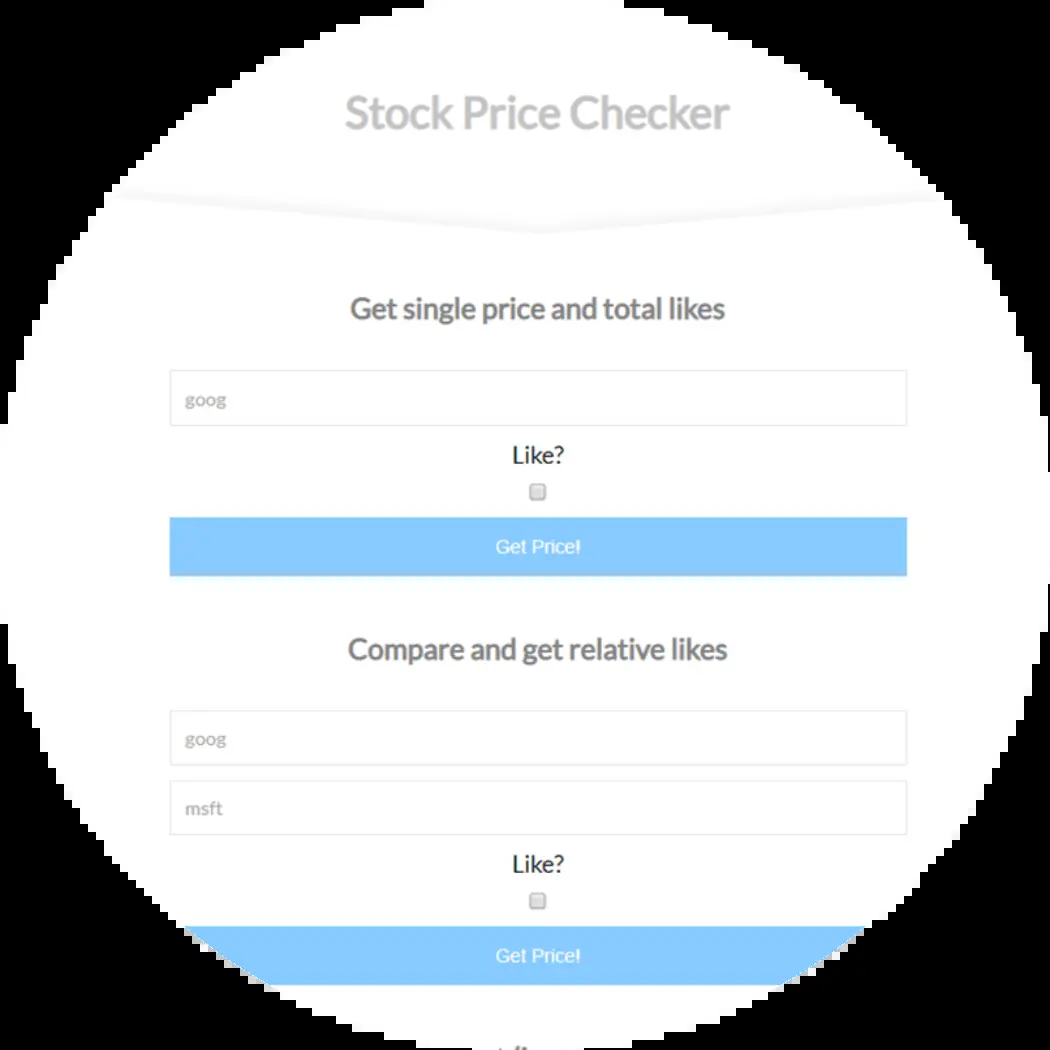 Stock Price Checker
Get single price and total likes
goog
Like?
Get Price!
Compare and get relative likes
goog
msft
Like?
Get Price!